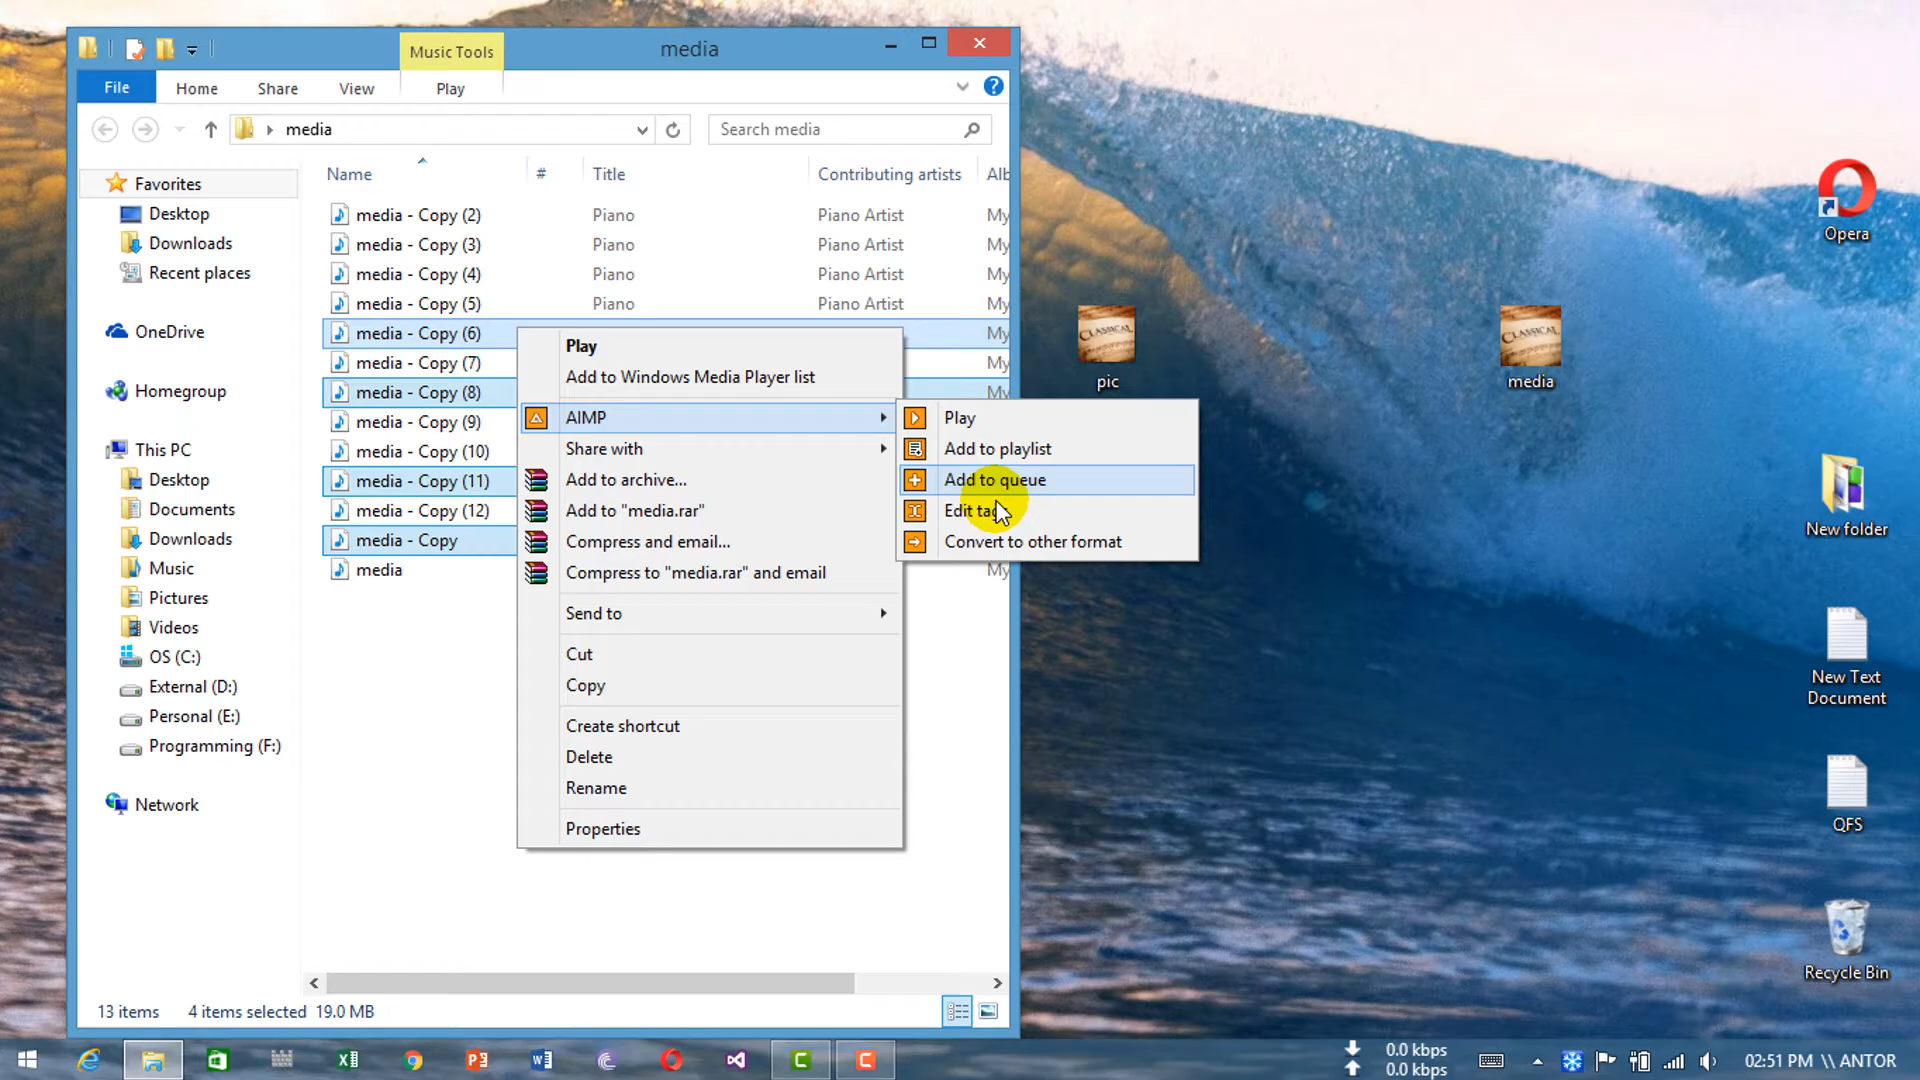 Music Tools
media
File
Home
Share
View
Play
media
Search media
Name
#
Title
Contributing artists
Alb
Favorites
Desktop
Downloads
Recent places
OneDrive
Homegroup
This PC
Desktop
Documents
Downloads
Music
Pictures
Videos
OS (C:)
External (D:)
Personal (E:)
Programming (F:)
Network
media - Copy (2) Piano Piano Artist My
media - Copy (3) Piano Piano Artist My
media - Copy (4) Piano Piano Artist My
media - Copy (5) Piano Piano Artist My
media - Copy (6) My
media - Copy (7) My
media - Copy (8) My
media - Copy (9)
media - Copy (10)
media - Copy (11)
media - Copy (12)
media - Copy
media My
Play
Add to Windows Media Player list
AIMP
Share with
Add to archive...
Add to "media.rar"
Compress and email...
Compress to "media.rar" and email
Send to
Cut
Copy
Create shortcut
Delete
Rename
Properties
Play
Add to playlist
Add to queue
Edit
Convert to other format
13 items 4 items selected 19.0 MB
CLASSICAL
pic
CLASSICAL
media
Opera
New folder
New Text
Document
QFS
Recycle Bin
0.0 kbps
0.0 kbps
02:51 PM \\ ANTOR